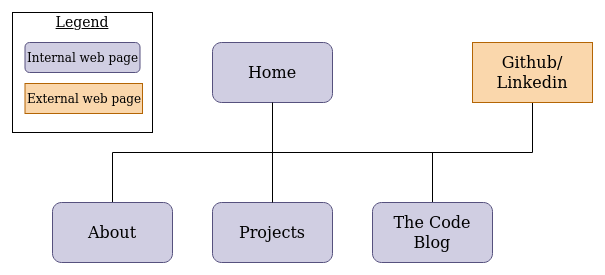 Legend
Internal web page
External web page
Home
Github/
Linkedin
About
Projects
The Code
Blog